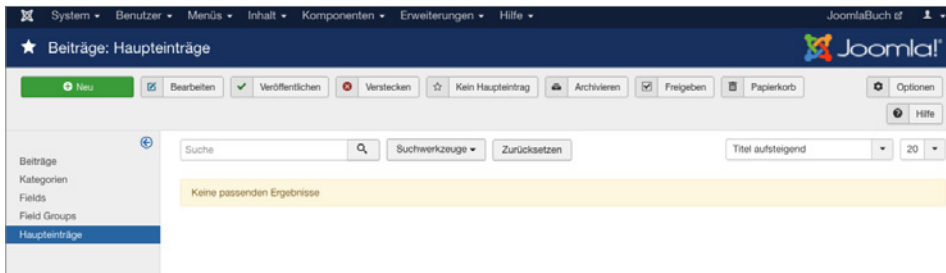 System Benutzer Menüs Inhalt Komponenten Erweiterungen Hilfe JoomlaBuch
Beiträge: Haupteinträge Joomla!®
Neu Bearbeiten Veröffentlichen Verstecken Kein Haupteintrag Archivieren Freigeben Papierkorb Optionen
Hilfe
Suche Suchwerkzeuge Zurücksetzen Titel aufsteigend 20
Beiträge
Kategorien
Keine passenden Ergebnisse
Fields
Field Groups
Haupteinträge